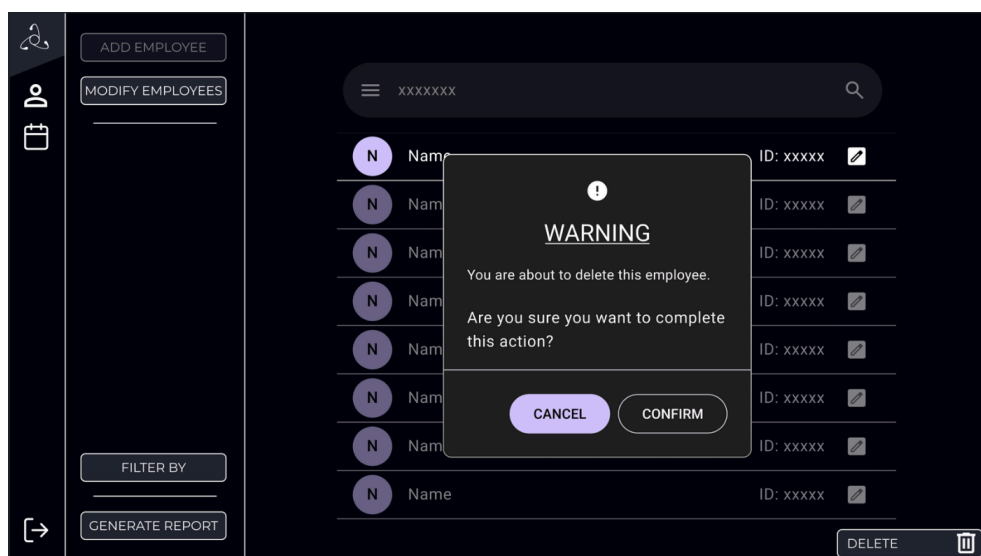 ADD EMPLOYEE
MODIFY EMPLOYEES
FILTER BY
GENERATE REPORT
xxxxxxx
N Name ID: xxxxx
N Nam ID: xxxxx
N Nam ID: xxxxx
N Nam ID: xxxxx
N Nam ID: xxxxx
N Nam ID: xxxxx
N Nam ID: xxxxx
N Name ID: xxxxx
WARNING
You are about to delete this employee.
Are you sure you want to complete
this action?
CANCEL CONFIRM
DELETE